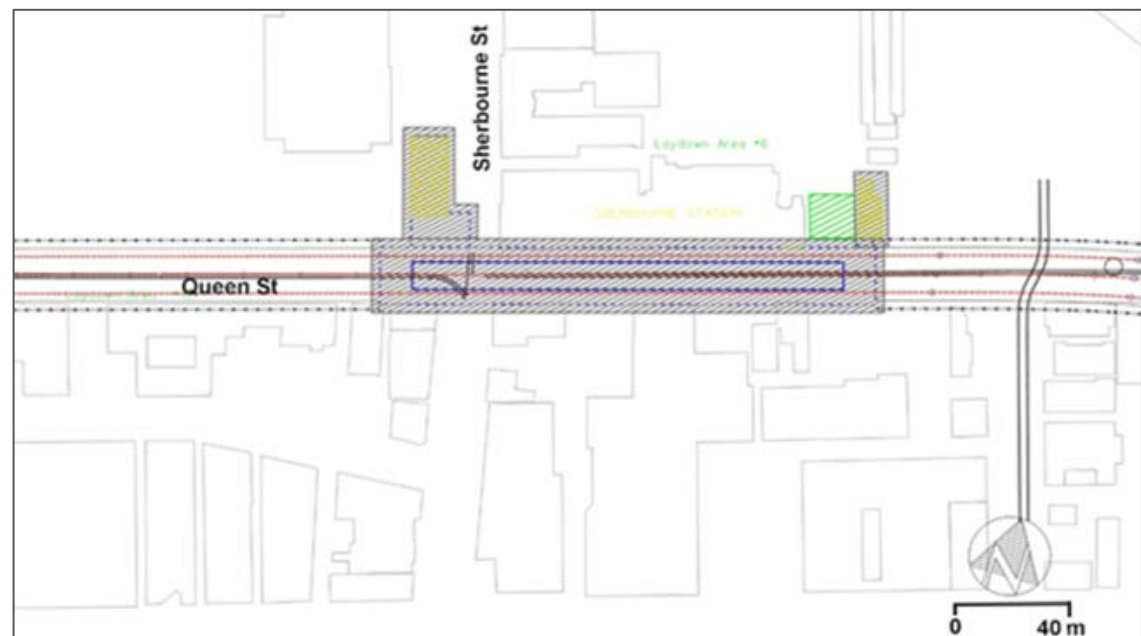 Sherbourne St
Laydown Area #6
SHERBOURNE STATION
Queen St
N
0 40 m